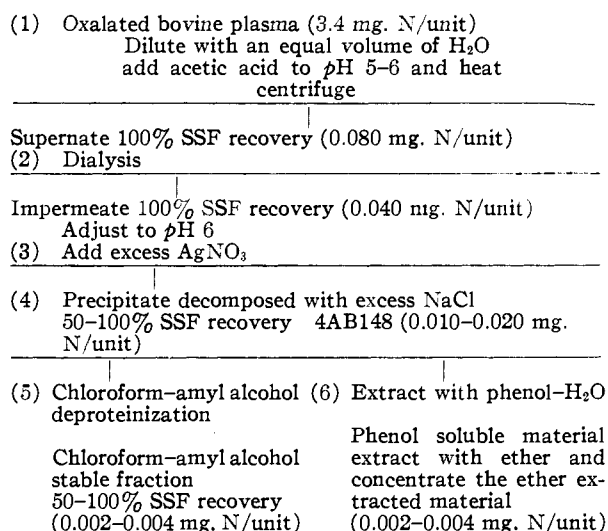 (1) Oxalated bovine plasma (3.4 mg. N/unit)
Dilute with an equal volume of H₂O
add acetic acid to pH 5–6 and heat
centrifuge
Supernate 100% SSF recovery (0.080 mg. N/unit)
(2) Dialysis
Impermeate 100% SSF recovery (0.040 mg. N/unit)
Adjust to pH 6
(3) Add excess AgNO₃
(4) Precipitate decomposed with excess NaCl
50–100% SSF recovery 4AB148 (0.010–0.020 mg.
N/unit)
(5) Chloroform–amyl alcohol
deproteinization
Chloroform–amyl alcohol
stable fraction
50–100% SSF recovery
(0.002–0.004 mg. N/unit)
(6) Extract with phenol–H₂O
Phenol soluble material
extract with ether and
concentrate the ether ex-
tracted material
(0.002–0.004 mg. N/unit)